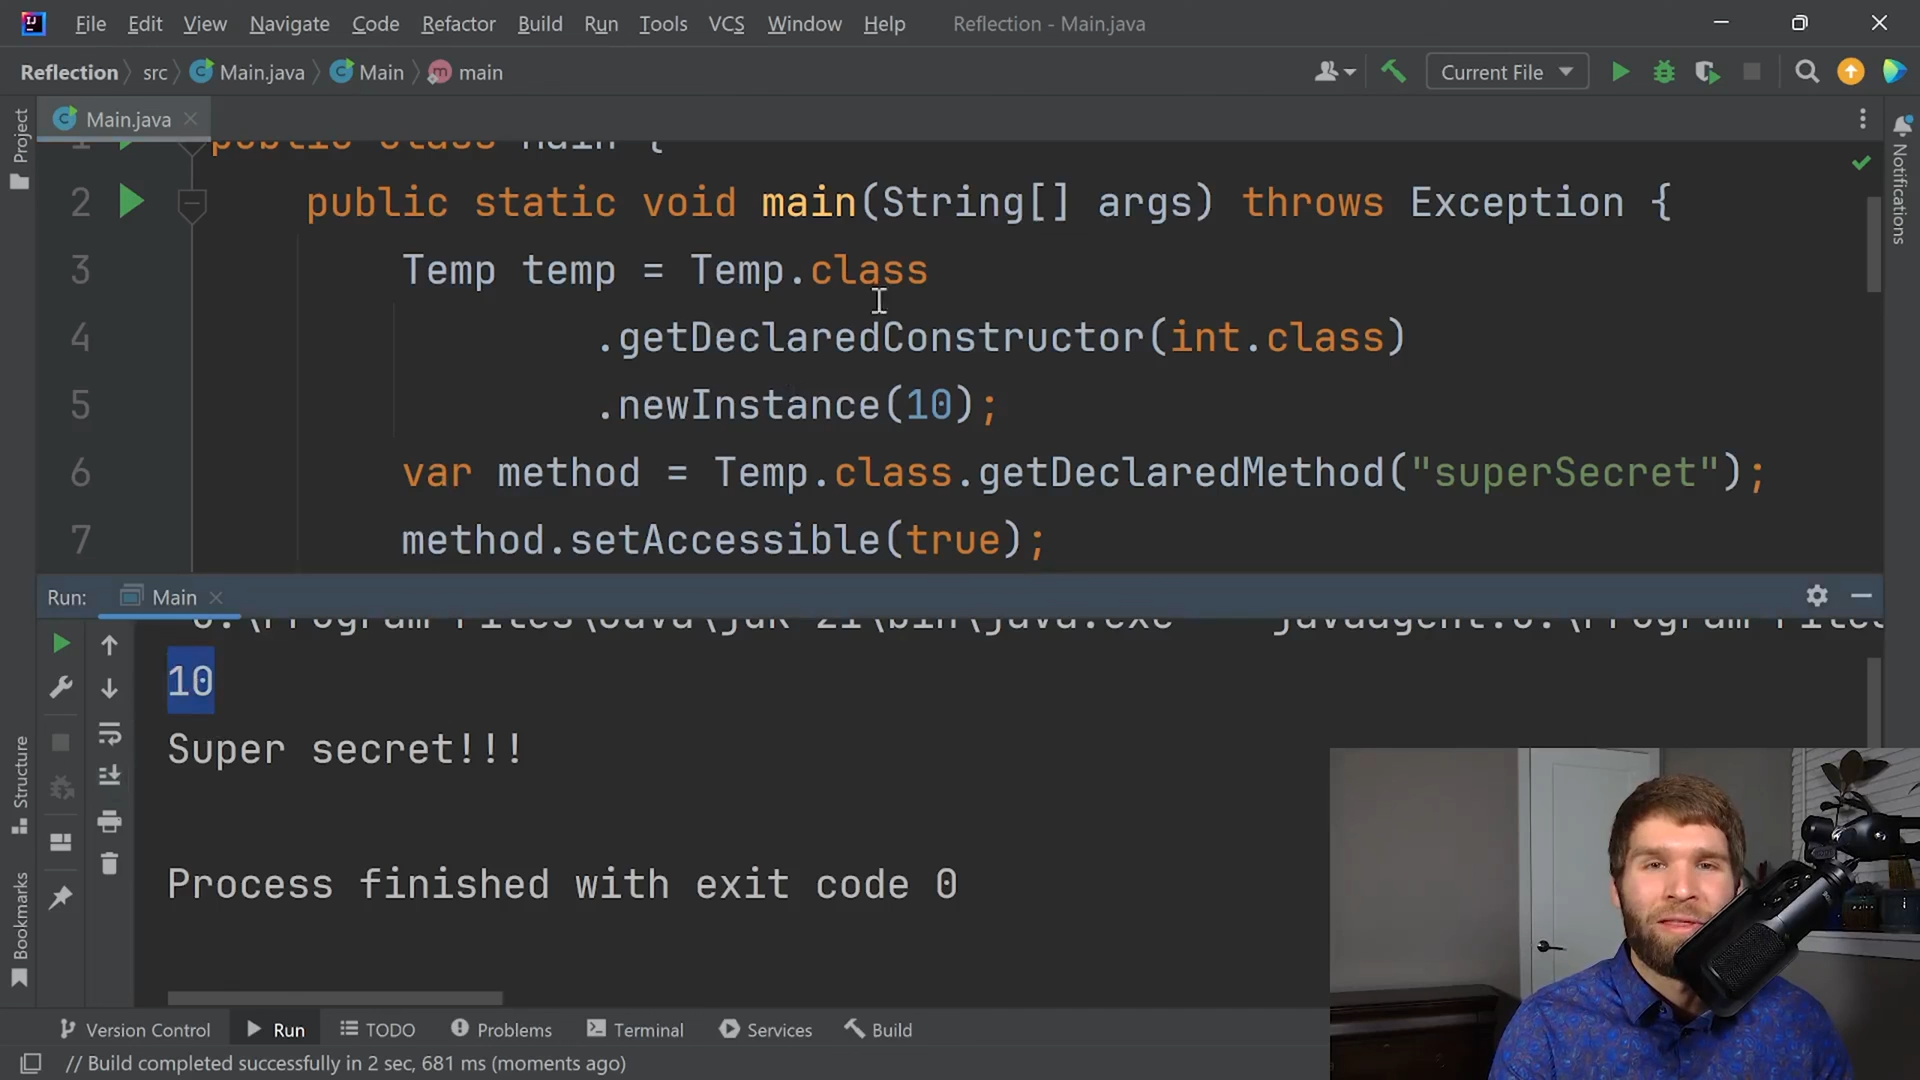 File Edit View Navigate Code Refactor Build Run Tools VCS Window Help Reflection - Main.java
Reflection src Main.java Main main Current File
Project
Main.java
Notifications
1 public class Main {
2 public static void main(String[] args) throws Exception {
3 Temp temp = Temp.class
4 .getDeclaredConstructor(int.class)
5 .newInstance(10);
6 var method = Temp.class.getDeclaredMethod("superSecret");
7 method.setAccessible(true);
Run: Main
10
Super secret!!!
Process finished with exit code 0
Structure
Bookmarks
Version Control Run TODO Problems Terminal Services Build
// Build completed successfully in 2 sec, 681 ms (moments ago)